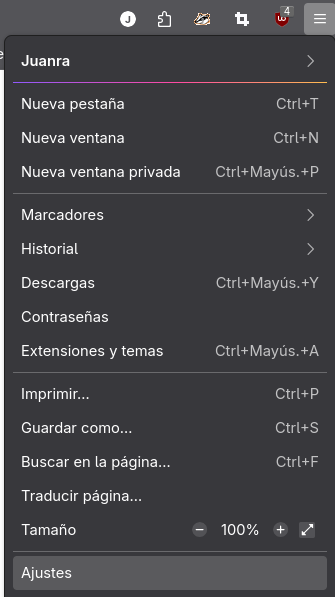 J
4
Juanra
Nueva pestaña Ctrl+T
Nueva ventana Ctrl+N
Nueva ventana privada Ctrl+Mayús.+P
Marcadores
Historial
Descargas Ctrl+Mayús.+Y
Contraseñas
Extensiones y temas Ctrl+Mayús.+A
Imprimir... Ctrl+P
Guardar como... Ctrl+S
Buscar en la página... Ctrl+F
Traducir página...
Tamaño − 100% +
Ajustes